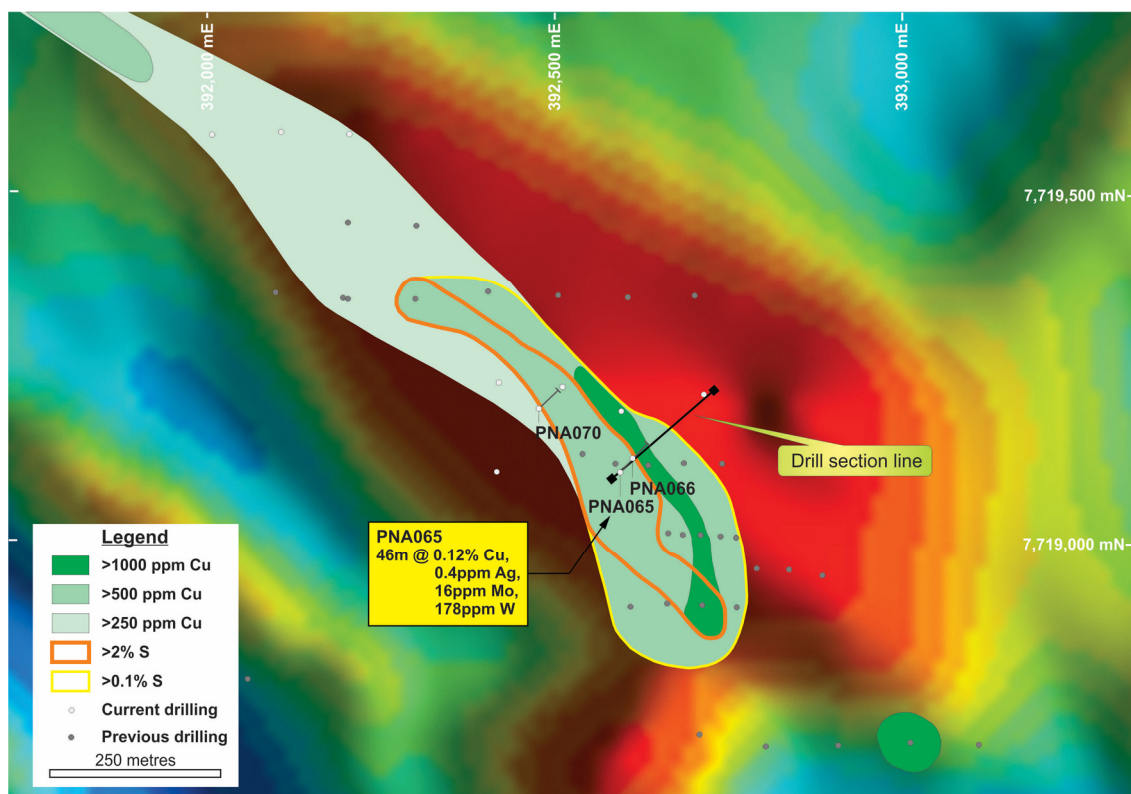 392,000 mE
392,500 mE
393,000 mE
7,719,500 mN
PNA070
Drill section line
PNA066
PNA065
7,719,000 mN
PNA065
46m @ 0.12% Cu,
0.4ppm Ag,
16ppm Mo,
178ppm W
Legend
>1000 ppm Cu
>500 ppm Cu
>250 ppm Cu
>2% S
>0.1% S
Current drilling
Previous drilling
250 metres